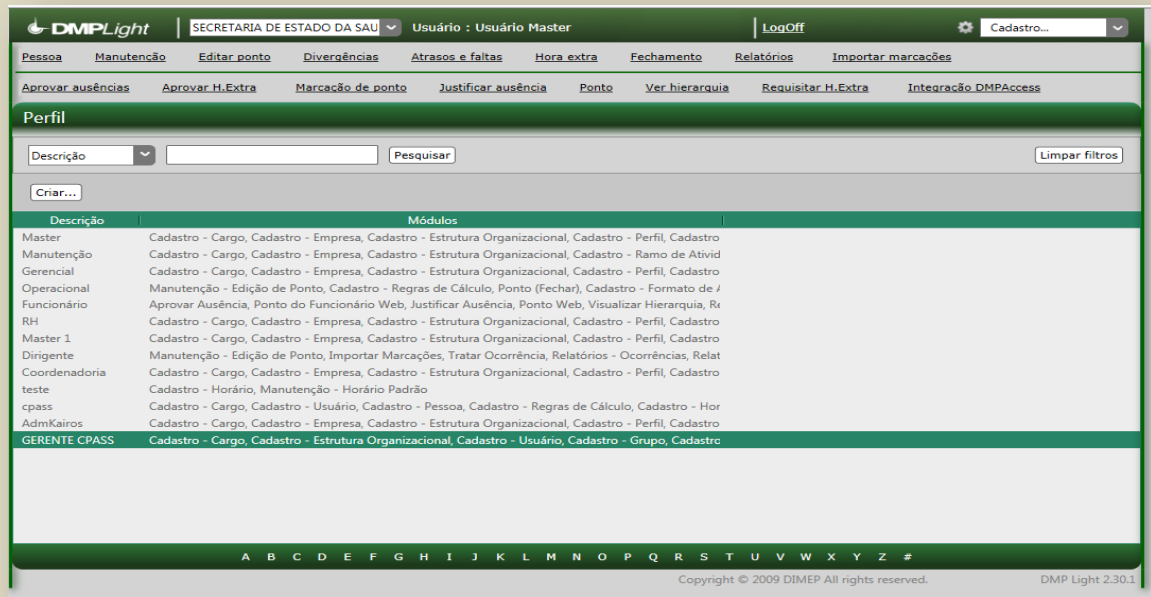 DMPLight SECRETARIA DE ESTADO DA SAU Usuário : Usuário Master LogOff Cadastro...
Pessoa Manutenção Editar ponto Divergências Atrasos e faltas Hora extra Fechamento Relatórios Importar marcações
Aprovar ausências Aprovar H.Extra Marcação de ponto Justificar ausência Ponto Ver hierarquia Requisitar H.Extra Integração DMPAccess
Perfil
Descrição Pesquisar Limpar filtros
Criar...
Descrição Módulos
Master Cadastro - Cargo, Cadastro - Empresa, Cadastro - Estrutura Organizacional, Cadastro - Perfil, Cadastro
Manutenção Cadastro - Cargo, Cadastro - Empresa, Cadastro - Estrutura Organizacional, Cadastro - Ramo de Ativid
Gerencial Cadastro - Cargo, Cadastro - Empresa, Cadastro - Estrutura Organizacional, Cadastro - Perfil, Cadastro
Operacional Manutenção - Edição de Ponto, Cadastro - Regras de Cálculo, Ponto (Fechar), Cadastro - Formato de
Funcionário Aprovar Ausência, Ponto do Funcionário Web, Justificar Ausência, Ponto Web, Visualizar Hierarquia, Re
RH Cadastro - Cargo, Cadastro - Empresa, Cadastro - Estrutura Organizacional, Cadastro - Perfil, Cadastro
Master 1 Cadastro - Cargo, Cadastro - Empresa, Cadastro - Estrutura Organizacional, Cadastro - Perfil, Cadastro
Dirigente Manutenção - Edição de Ponto, Importar Marcações, Tratar Ocorrência, Relatórios - Ocorrências, Relat
Coordenadoria Cadastro - Cargo, Cadastro - Empresa, Cadastro - Estrutura Organizacional, Cadastro - Perfil, Cadastro
teste Cadastro - Horário, Manutenção - Horário Padrão
cpass Cadastro - Cargo, Cadastro - Usuário, Cadastro - Pessoa, Cadastro - Regras de Cálculo, Cadastro - Hor
AdmKairos Cadastro - Cargo, Cadastro - Empresa, Cadastro - Estrutura Organizacional, Cadastro - Perfil, Cadastro
GERENTE CPASS Cadastro - Cargo, Cadastro - Estrutura Organizacional, Cadastro - Usuário, Cadastro - Grupo, Cadastro
A B C D E F G H I J K L M N O P Q R S T U V W X Y Z #
Copyright © 2009 DIMEP All rights reserved. DMP Light 2.30.1